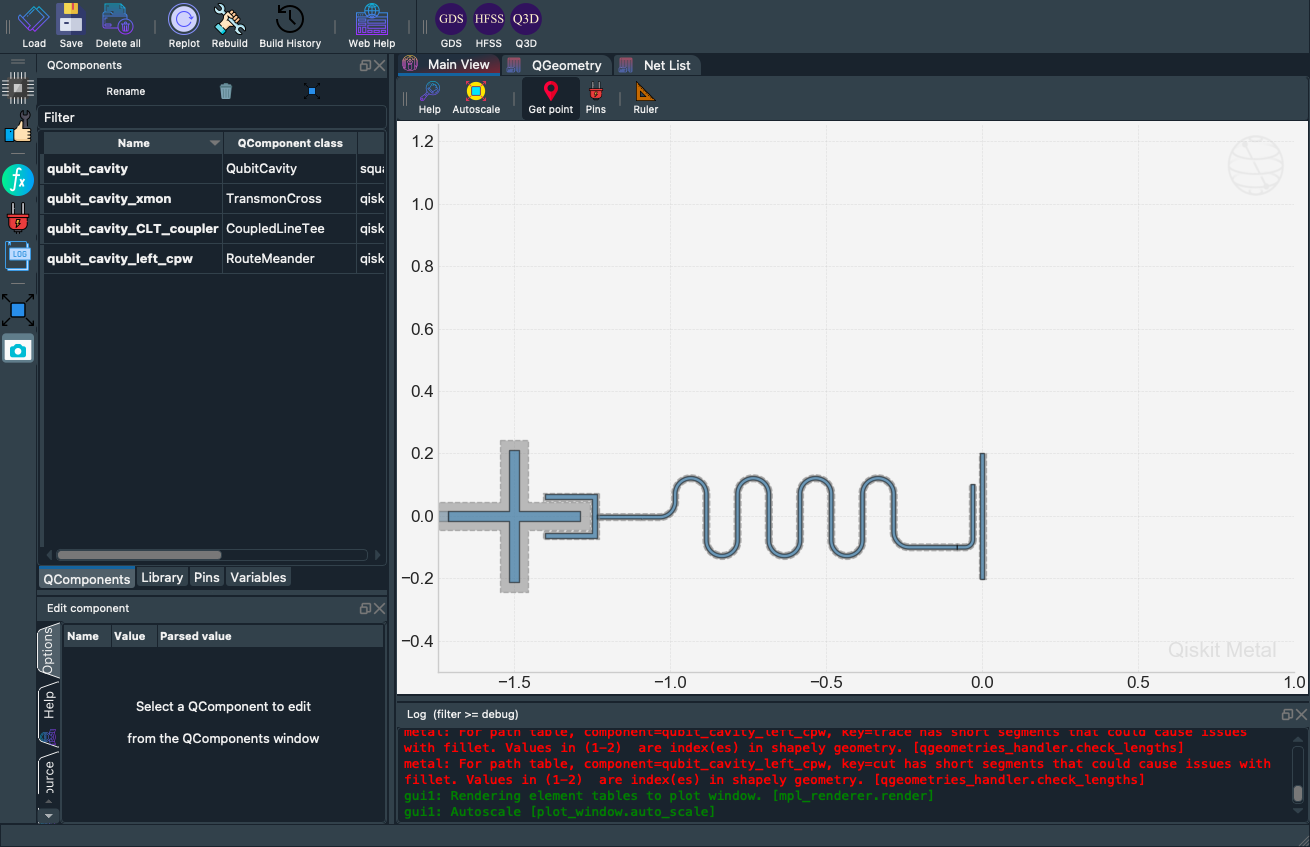 Load Save Delete all Replot Rebuild Build History Web Help GDS HFSS Q3D
GDS HFSS Q3D
QComponents
Rename
Filter
Name QComponent class
qubit_cavity QubitCavity squa
qubit_cavity_xmon TransmonCross qisk
qubit_cavity_CLT_coupler CoupledLineTee qisk
qubit_cavity_left_cpw RouteMeander qisk
QComponents Library Pins Variables
Edit component
Options
Help
ource
Name Value Parsed value
Select a QComponent to edit
from the QComponents window
LOG
fx
Main View QGeometry Net List
Help Autoscale Get point Pins Ruler
1.2
1.0
0.8
0.6
0.4
0.2
0.0
−0.2
−0.4
−1.5 −1.0 −0.5 0.0 0.5 1.0
Qiskit Metal
Log (filter >= debug)
metal: For path table, component=qubit_cavity_left_cpw, key=trace has short segments that could cause issues
with fillet. Values in (1-2)  are index(es) in shapely geometry. [qgeometries_handler.check_lengths]
metal: For path table, component=qubit_cavity_left_cpw, key=cut has short segments that could cause issues with
fillet. Values in (1-2)  are index(es) in shapely geometry. [qgeometries_handler.check_lengths]
gui1: Rendering element tables to plot window. [mpl_renderer.render]
gui1: Autoscale [plot_window.auto_scale]